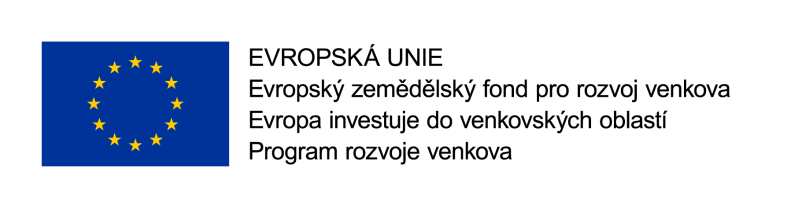 EVROPSKÁ UNIE
Evropský zemědělský fond pro rozvoj venkova
Evropa investuje do venkovských oblastí
Program rozvoje venkova